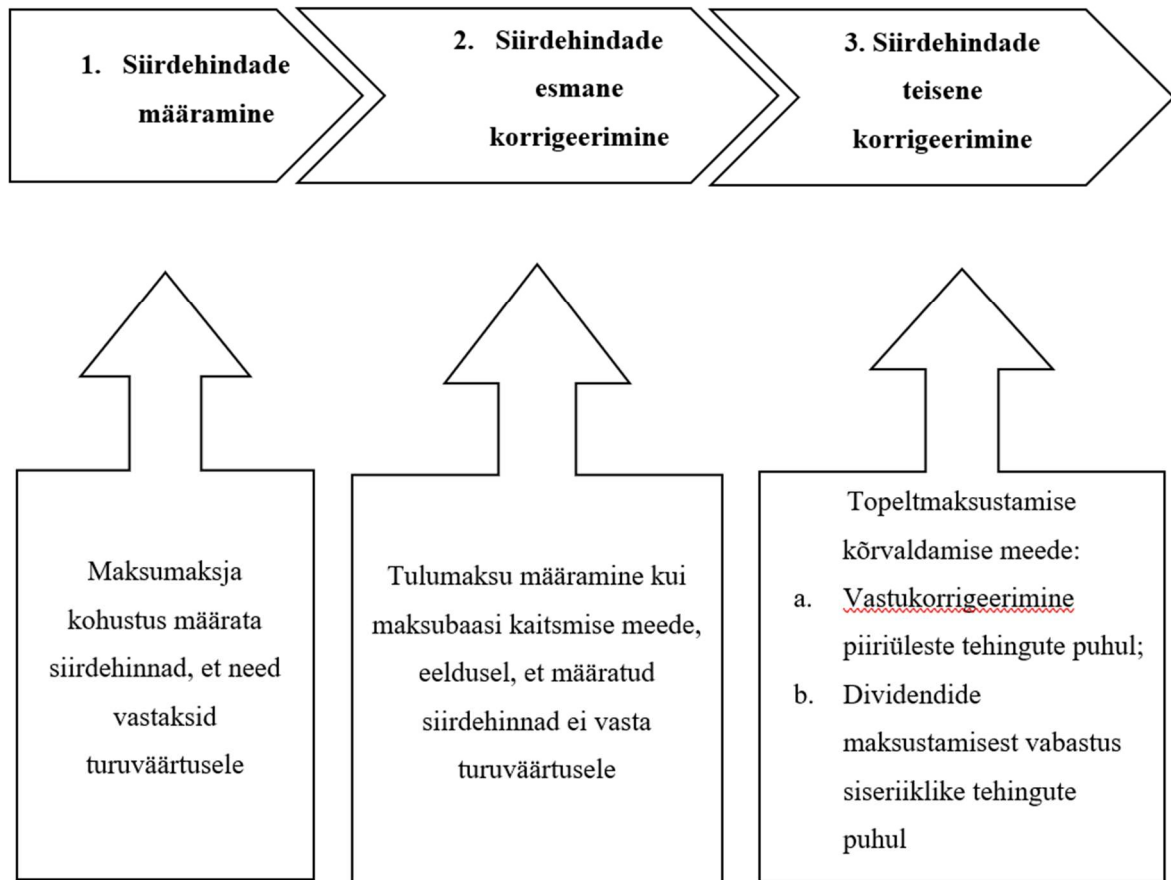 1. Siirdehindade
määramine
2. Siirdehindade
esmane
korrigeerimine
3. Siirdehindade
teisene
korrigeerimine
Maksumaksja
kohustus määrata
siirdehinnad, et need
vastaksid
turuväärtusele
Tulumaksu määramine kui
maksubaasi kaitsmise meede,
eeldusel, et määratud
siirdehinnad ei vasta
turuväärtusele
Topeltmaksustamise
kõrvaldamise meede:
a. Vastukorrigeerimine
piiriüleste tehingute puhul;
b. Dividendide
maksustamisest vabastus
siseriiklike tehingute
puhul